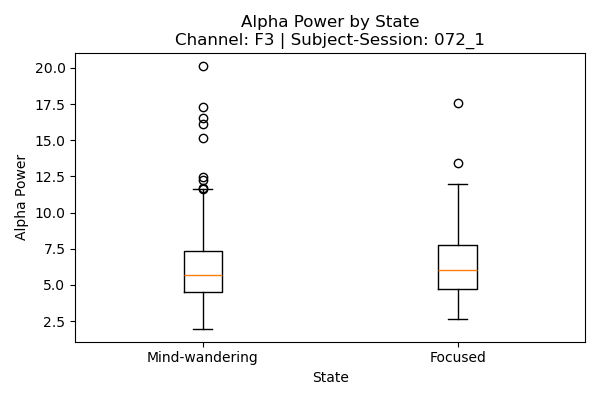 Alpha Power by State
Channel: F3 | Subject-Session: 072_1
20.0
17.5
15.0
12.5
10.0
7.5
5.0
2.5
Alpha Power
Mind-wandering
Focused
State